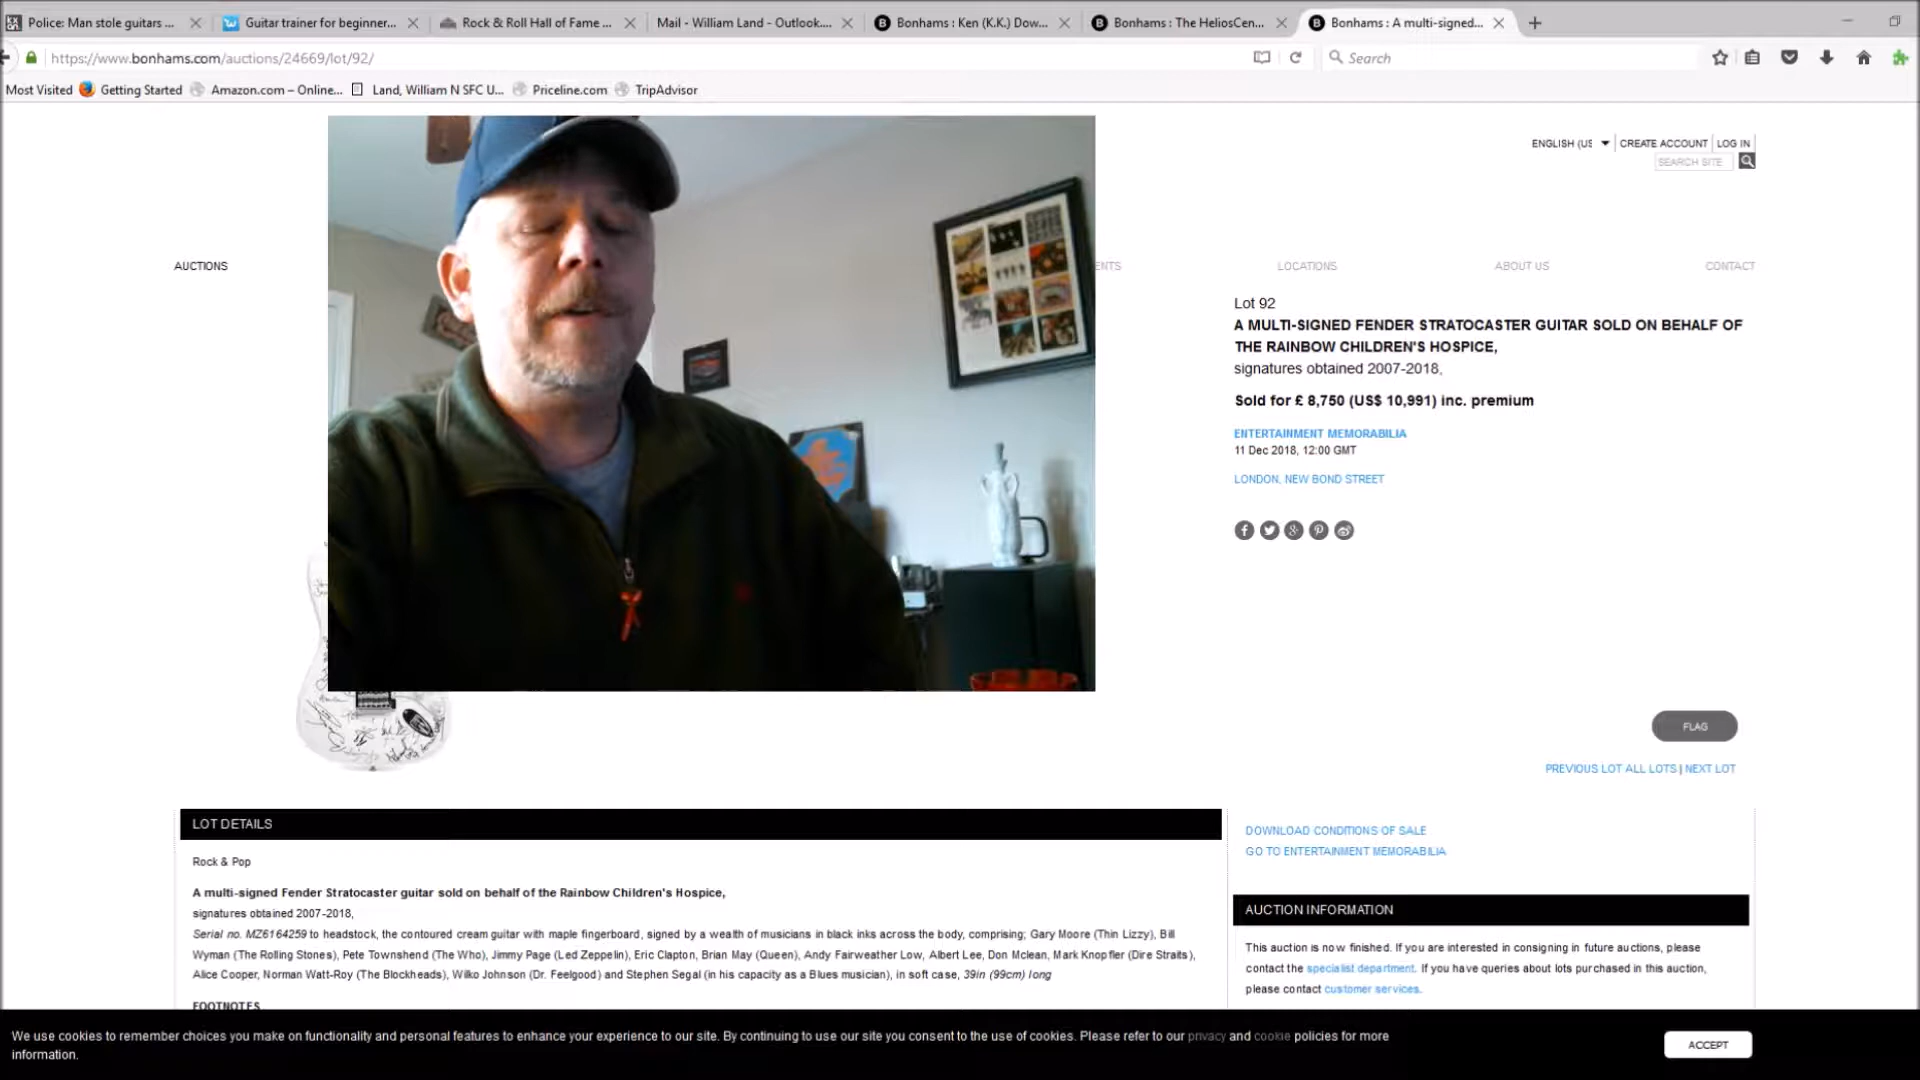 Police: Man stole guitars
Guitar trainer for beginner...
Rock & Roll Hall of Fame ...
Mail - William Land - Outlook....
Bonhams : Ken (K.K.) Dow...
Bonhams : The HeliosCen...
Bonhams : A multi-signed...
https://www.bonhams.com/auctions/24669/lot/92/
Search
Most Visited
Getting Started
Amazon.com – Online...
Land, William N SFC U...
Priceline.com
TripAdvisor
ENGLISH (US
CREATE ACCOUNT
LOG IN
SEARCH SITE
AUCTIONS
ENTS
LOCATIONS
ABOUT US
CONTACT
Lot 92
A MULTI-SIGNED FENDER STRATOCASTER GUITAR SOLD ON BEHALF OF
THE RAINBOW CHILDREN'S HOSPICE,
signatures obtained 2007-2018,
Sold for £ 8,750 (US$ 10,991) inc. premium
ENTERTAINMENT MEMORABILIA
11 Dec 2018, 12:00 GMT
LONDON, NEW BOND STREET
FLAG
PREVIOUS LOT ALL LOTS | NEXT LOT
LOT DETAILS
Rock & Pop
A multi-signed Fender Stratocaster guitar sold on behalf of the Rainbow Children's Hospice,
signatures obtained 2007-2018,
Serial no. MZ6164259 to headstock, the contoured cream guitar with maple fingerboard, signed by a wealth of musicians in black inks across the body, comprising; Gary Moore (Thin Lizzy), Bill
Wyman (The Rolling Stones), Pete Townshend (The Who), Jimmy Page (Led Zeppelin), Eric Clapton, Brian May (Queen), Andy Fairweather Low, Albert Lee, Don Mclean, Mark Knopfler (Dire Straits),
Alice Cooper, Norman Watt-Roy (The Blockheads), Wilko Johnson (Dr. Feelgood) and Stephen Segal (in his capacity as a Blues musician), in soft case, 39in (99cm) long
FOOTNOTES
DOWNLOAD CONDITIONS OF SALE
GO TO ENTERTAINMENT MEMORABILIA
AUCTION INFORMATION
This auction is now finished. If you are interested in consigning in future auctions, please
contact the specialist department. If you have queries about lots purchased in this auction,
please contact customer services.
We use cookies to remember choices you make on functionality and personal features to enhance your experience to our site. By continuing to use our site you consent to the use of cookies. Please refer to our privacy and cookie policies for more
information.
ACCEPT